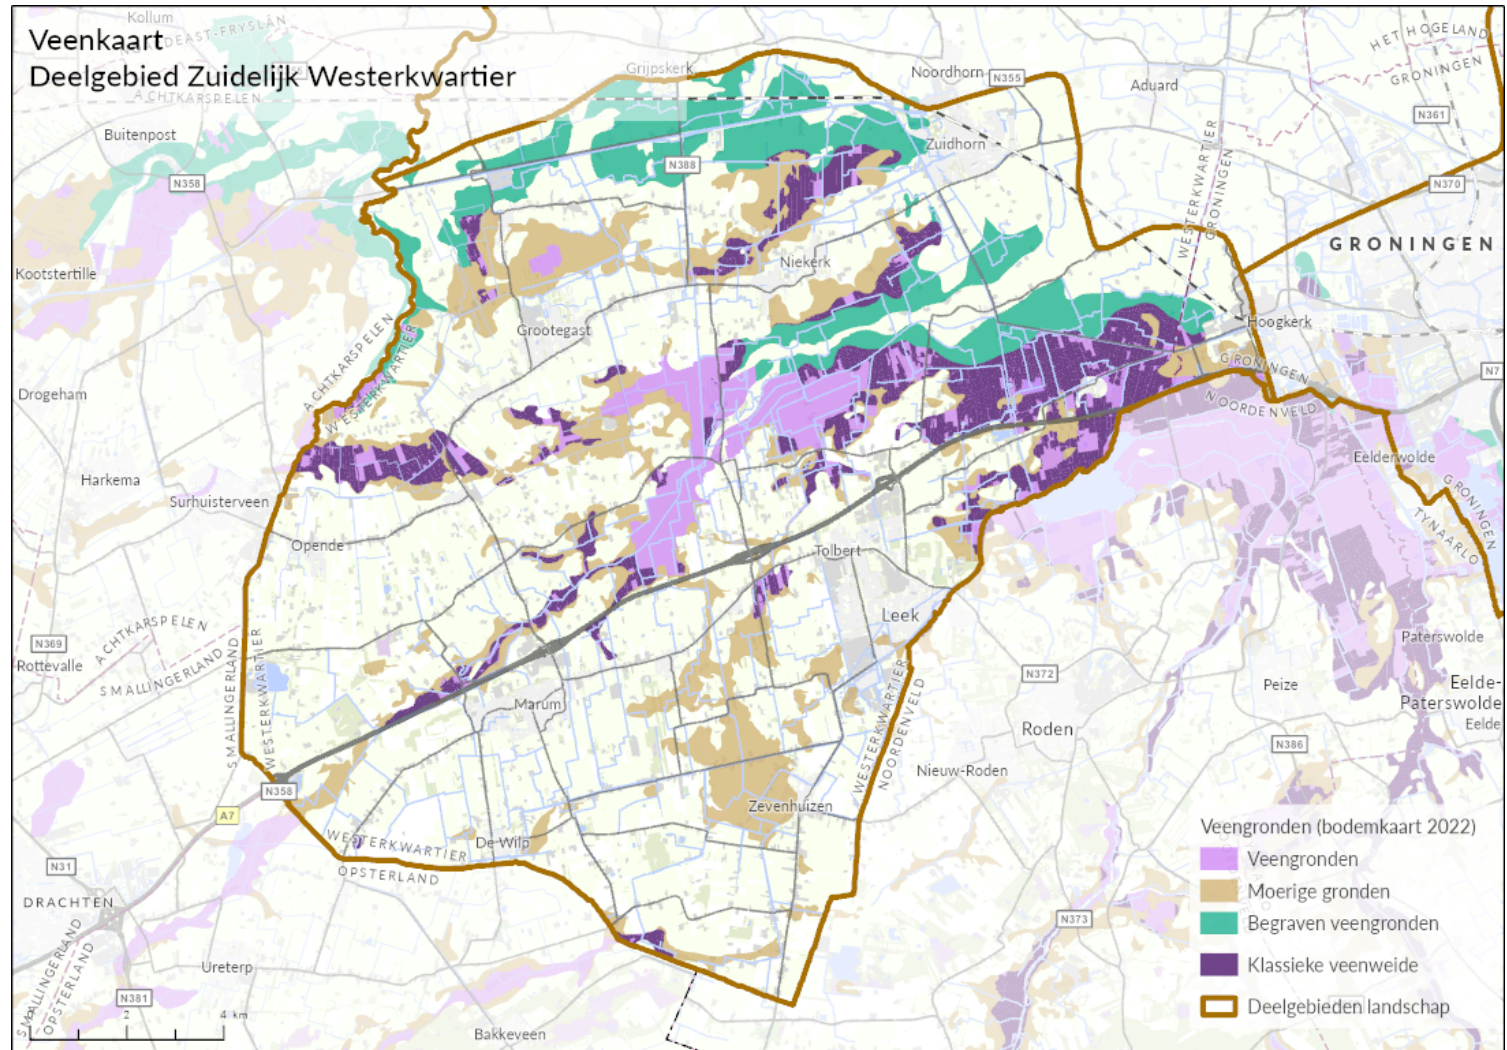 Veenkaart
Deelgebied Zuidelijk Westerkwartier
Kollum
ACHTKARSPELEN
Buitenpost
N358
Kootstertille
Drogeham
Harkema
Surhuisterveen
Opende
N369
Rottevalle
ACHTKARSPELEN
SMALLINGERLAND
SMALLINGERLAND
WESTERKWARTIER
ACHTKARSPELEN
WESTERKWARTIER
Grijpskerk
Noordhorn
N355
Aduard
HET HOGELAND
GRONINGEN
N361
N388
Zuidhorn
WESTERKWARTIER
GRONINGEN
N370
GRONINGEN
Niekerk
Grootegast
Hoogkerk
GRONINGEN
NOORDENVELD
N7
Eelderwolde
GRONINGEN
TYNAARLO
Tolbert
Leek
Paterswolde
N372
Peize
Eelde-
Paterswolde
Eelde
Marum
WESTERKWARTIER
NOORDENVELD
Roden
N386
Nieuw-Roden
Zevenhuizen
N358
A7
WESTERKWARTIER
OPSTERLAND
De Wilp
N31
DRACHTEN
SMALLINGERLAND
OPSTERLAND
Ureterp
N381
Bakkeveen
N373
2
4 km
Veengronden (bodemkaart 2022)
Veengronden
Moerige gronden
Begraven veengronden
Klassieke veenweide
Deelgebieden landschap